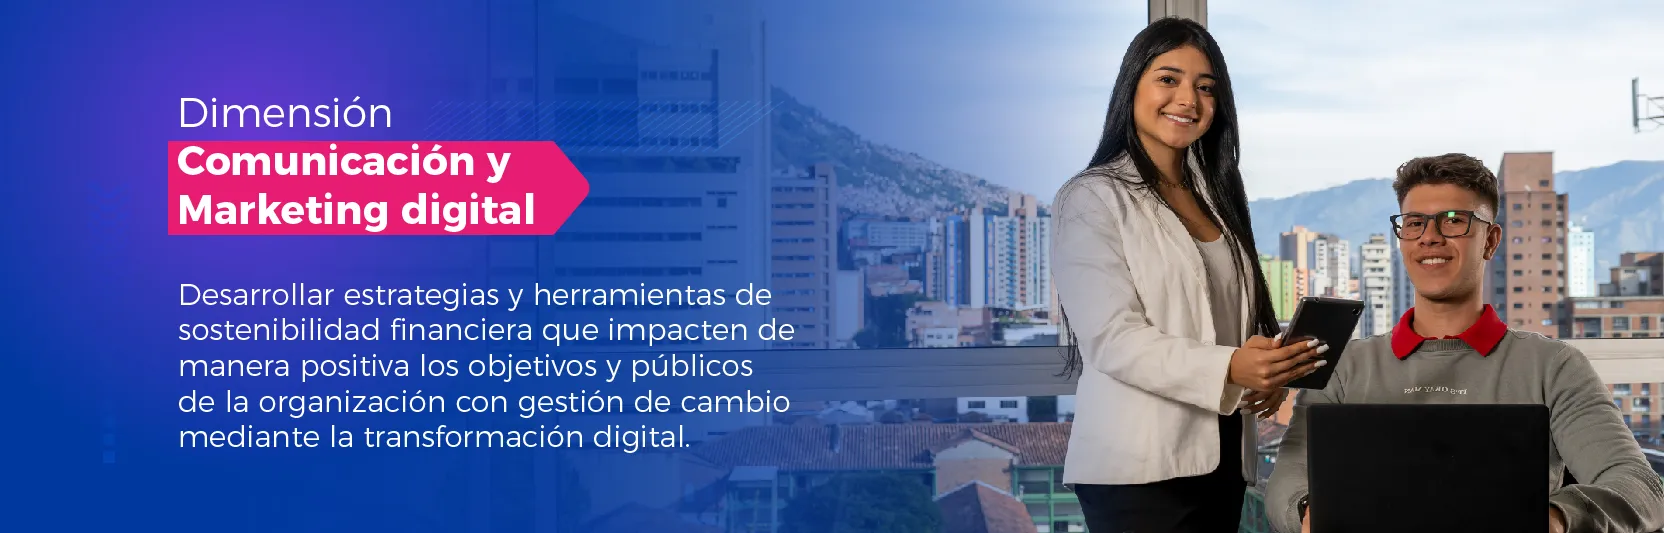 Dimensión
Comunicación y
Marketing digital
Desarrollar estrategias y herramientas de
sostenibilidad financiera que impacten de
manera positiva los objetivos y públicos
de la organización con gestión de cambio
mediante la transformación digital.